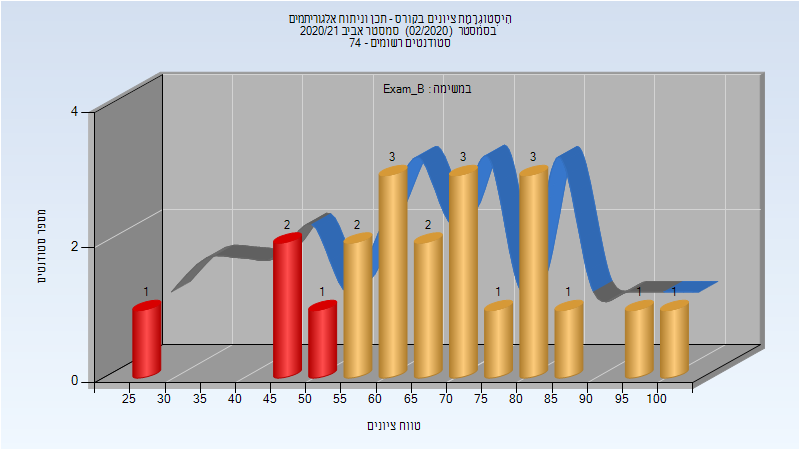 היסטוגרמת ציונים בקורס - תכן וניתוח אלגוריתמים
בסמסטר (02/2020) סמסטר אביב 2020/21
סטודנטים רשומים - 74
במשימה : Exam_B
מספר סטודנטים
4
2
0
1
2
1
2
3
2
3
1
3
1
1
1
25 30 35 40 45 50 55 60 65 70 75 80 85 90 95 100
טווח ציונים